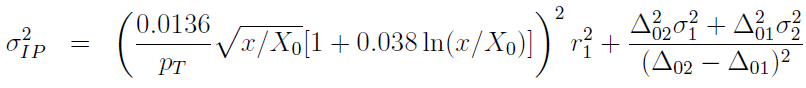 $\sigma_{IP}^2 = \left( \frac{0.0136}{p_T} \sqrt{x/X_0} [1 + 0.038 \ln(x/X_0)] \right)^2 r_1^2 + \frac{\Delta_{02}^2 \sigma_1^2 + \Delta_{01}^2 \sigma_2^2}{(\Delta_{02} - \Delta_{01})^2}$